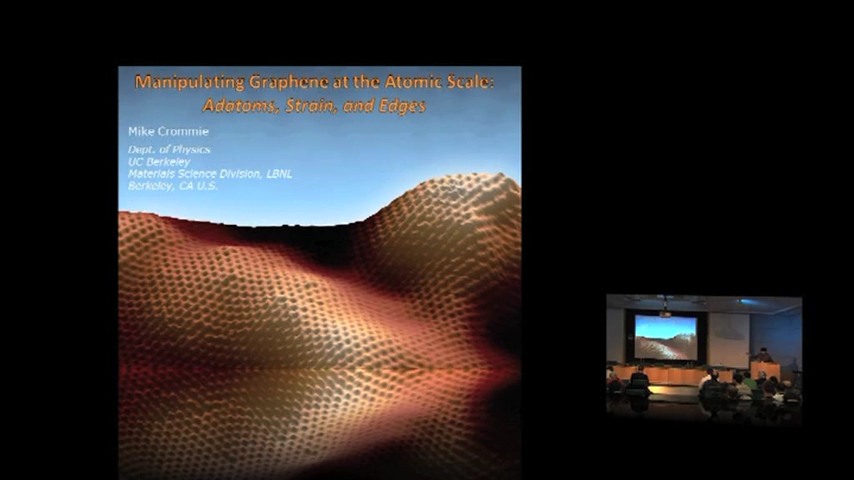 Manipulating Graphene at the Atomic Scale:
Adatoms, Strain, and Edges
Mike Crommie
Dept. of Physics
UC Berkeley
Materials Science Division, LBNL
Berkeley, CA U.S.